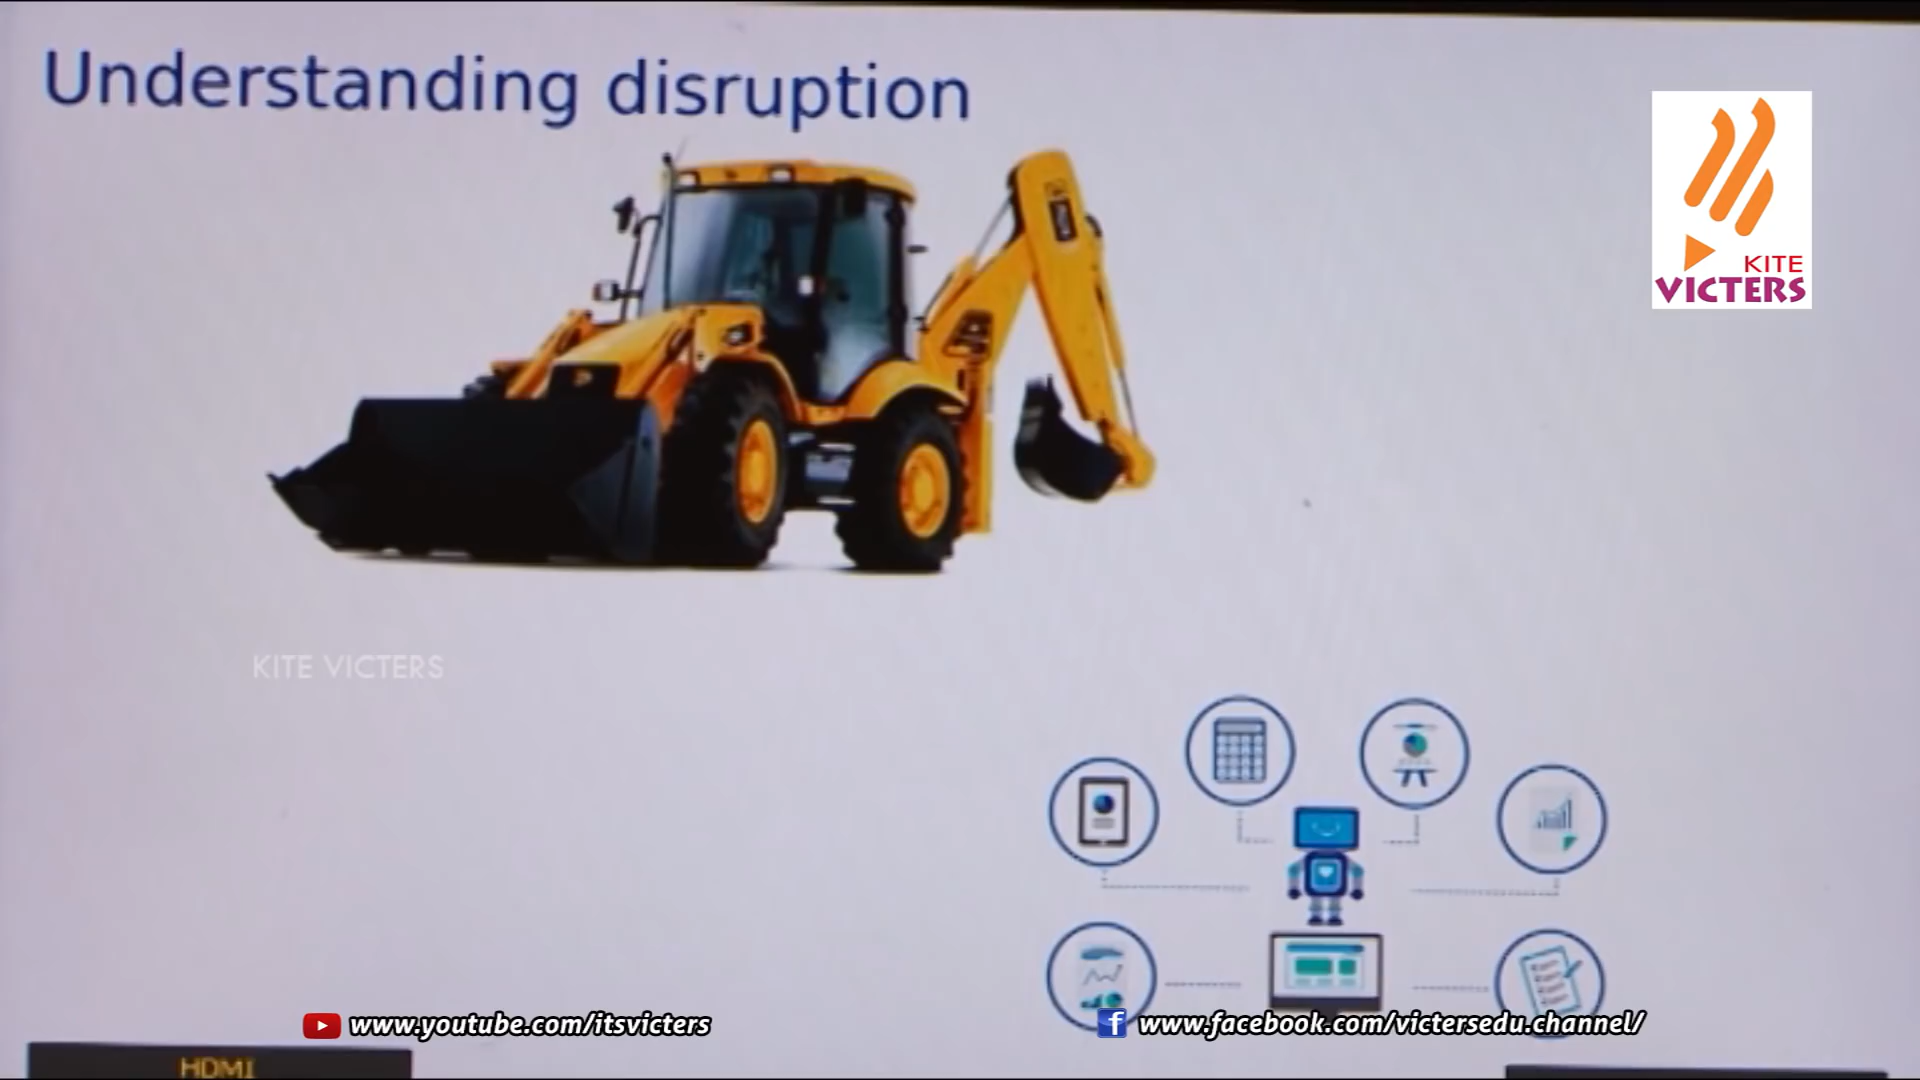 Understanding disruption
KITE
VICTERS
KITE VICTERS
www.youtube.com/itsvicters
www.facebook.com/victersedu.channel/
HDMI